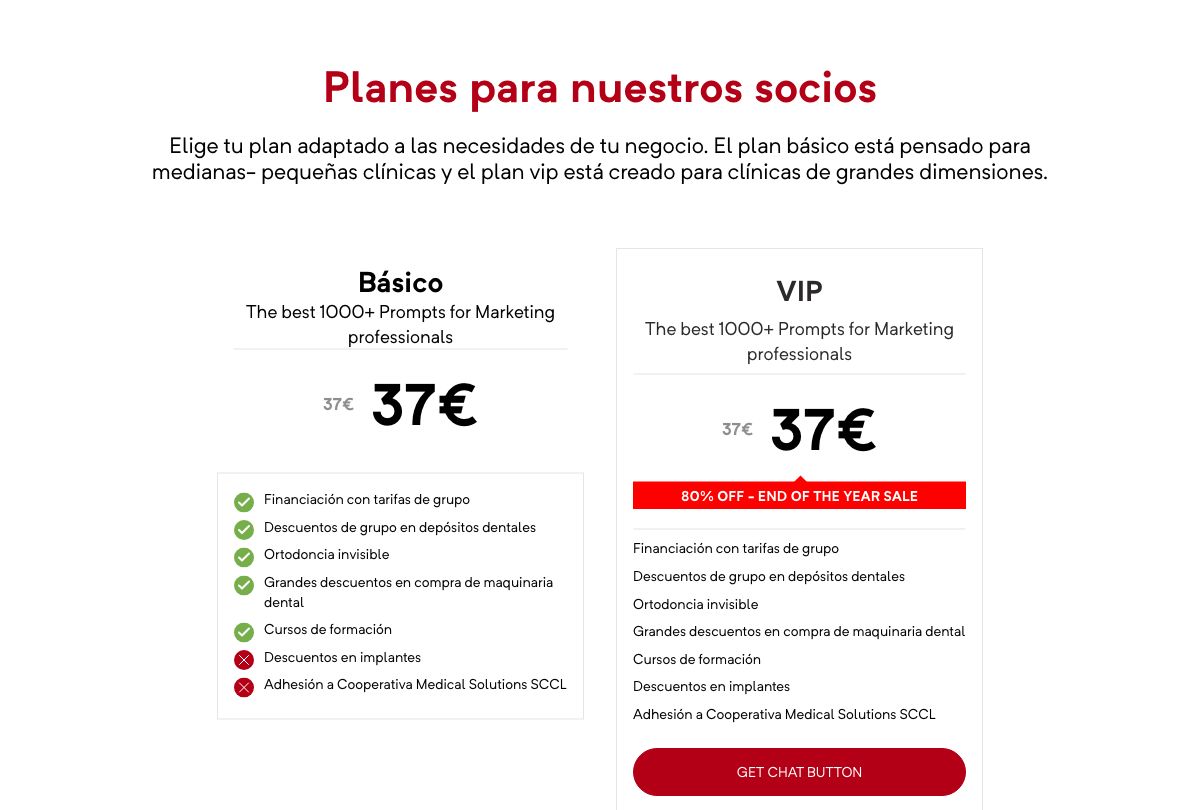 Planes para nuestros socios
Elige tu plan adaptado a las necesidades de tu negocio. El plan básico está pensado para
medianas- pequeñas clínicas y el plan vip está creado para clínicas de grandes dimensiones.
Básico
The best 1000+ Prompts for Marketing
professionals
37€ 37€
Financiación con tarifas de grupo
Descuentos de grupo en depósitos dentales
Ortodoncia invisible
Grandes descuentos en compra de maquinaria
dental
Cursos de formación
Descuentos en implantes
Adhesión a Cooperativa Medical Solutions SCCL
VIP
The best 1000+ Prompts for Marketing
professionals
37€ 37€
80% OFF - END OF THE YEAR SALE
Financiación con tarifas de grupo
Descuentos de grupo en depósitos dentales
Ortodoncia invisible
Grandes descuentos en compra de maquinaria dental
Cursos de formación
Descuentos en implantes
Adhesión a Cooperativa Medical Solutions SCCL
GET CHAT BUTTON